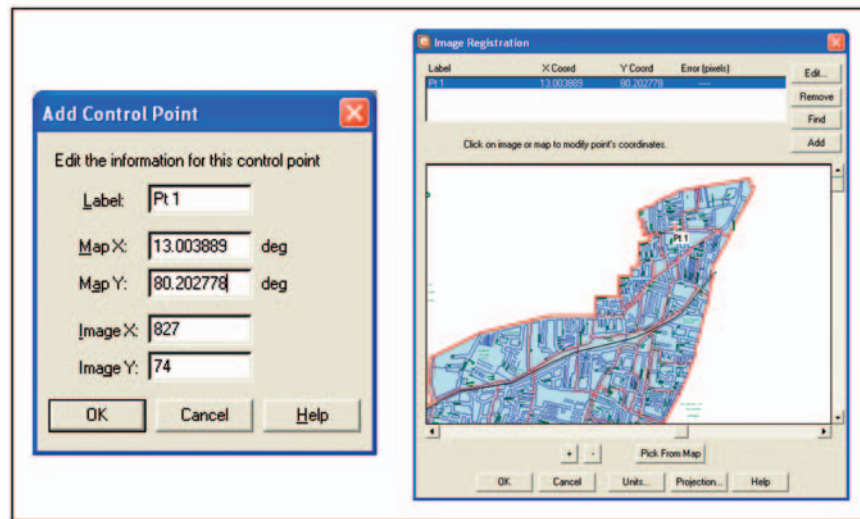 Add Control Point
Edit the information for this control point
Label: Pt 1
Map X: 13.003889 deg
Map Y: 80.202778 deg
Image X: 827
Image Y: 74
OK Cancel Help
Image Registration
Label X Coord Y Coord Error (pixels)
Pt 1 13.003889 80.202778 ----
Edit...
Remove
Find
Add
Click on image or map to modify point's coordinates.
Pt 1
+ - Pick From Map
OK Cancel Units... Projection... Help